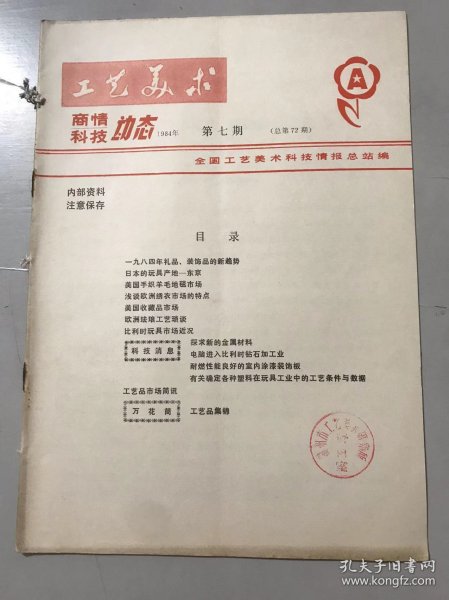 工艺美术
商情
科技
动态
1984年 第七期 (总第72期)
A
全国工艺美术科技情报总站编
内部资料
注意保存
目录
一九八四年礼品、装饰品的新趋势
日本的玩具产地—东京
美国手织羊毛地毯市场
浅谈欧洲绣衣市场的特点
美国收藏品市场
欧洲珐琅工艺琐谈
比利时玩具市场近况
科技消息
探求新的金属材料
电脑进入比利时钻石加工业
耐燃性能良好的室内涂漆装饰板
有关确定各种塑料在玩具工业中的工艺条件与数据
工艺品市场简讯
万花筒 工艺品集锦
孔夫子旧书网
www.kongfz.com